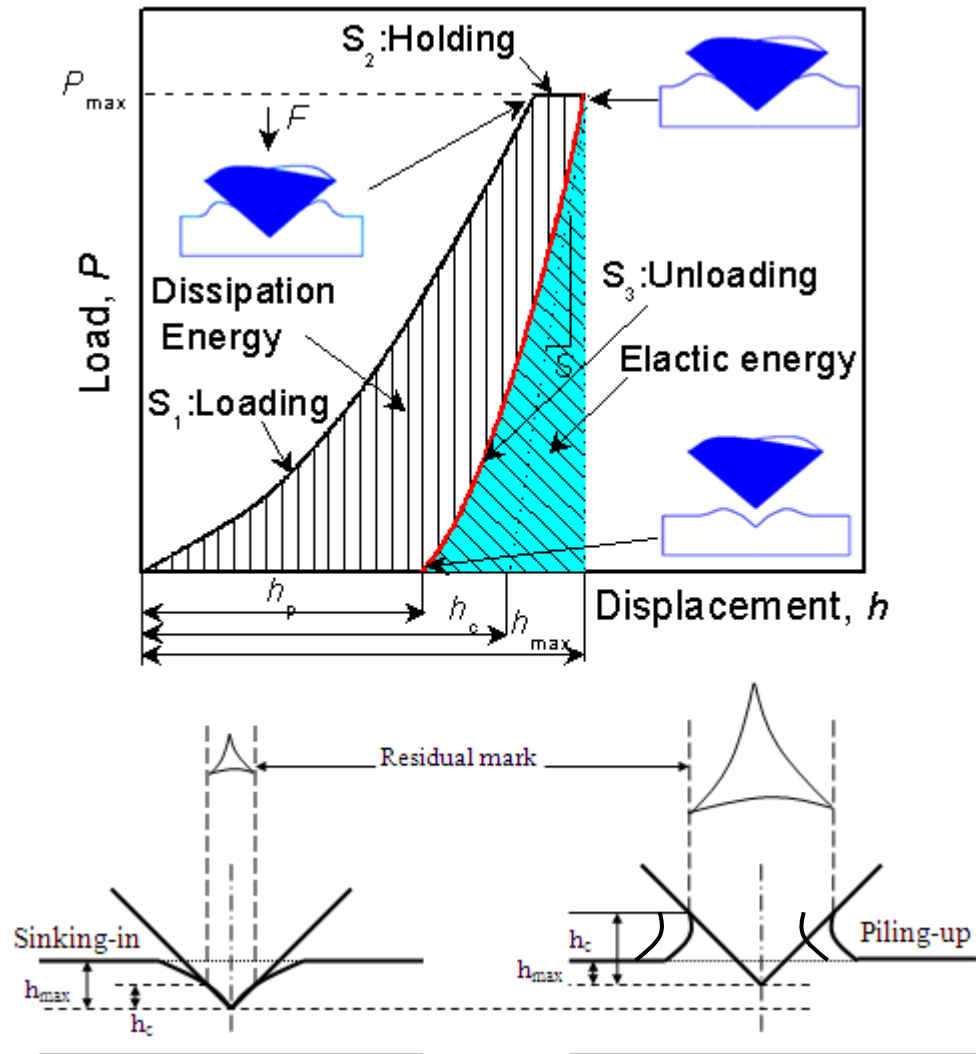 S2:Holding
Pmax
F
Load, P
Dissipation
Energy
S1:Loading
S3:Unloading
S
Elactic energy
hp
hc
hmax
Displacement, h
Residual mark
Sinking-in
hmax
hc
Piling-up
hc
hmax